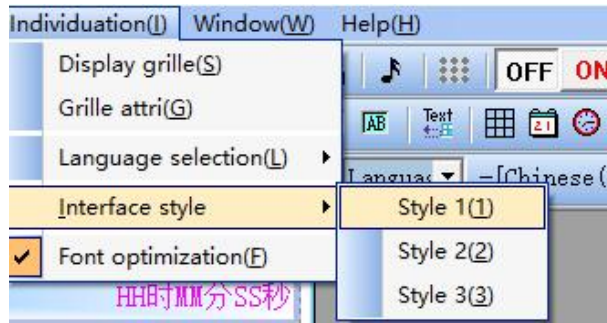 Individuation(I) Window(W) Help(H)
Display grille(S)
OFF ON
Grille attri(G)
AB Text 21
Language selection(L)
-[Chinese(
Interface style
Style 1(1)
Font optimization(F)
Style 2(2)
HH时MM分SS秒
Style 3(3)